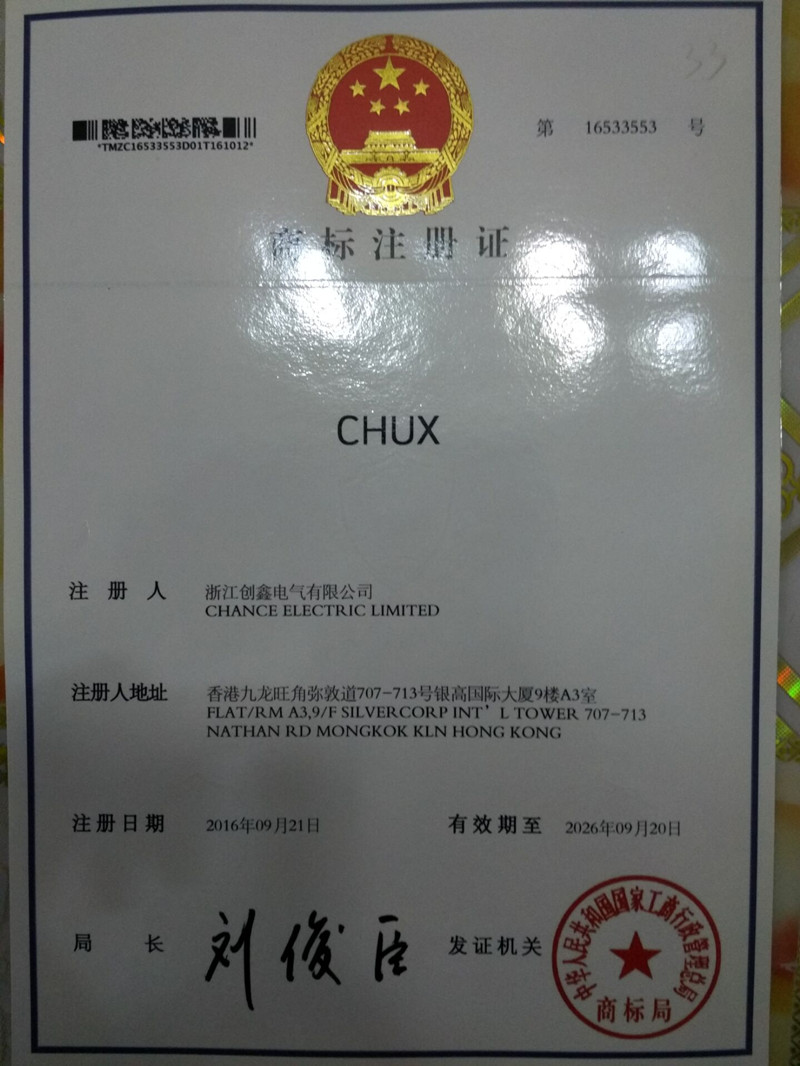 33
*TMZC16533553D01T161012*
第 16533553 号
商标注册证
CHUX
注册人 浙江创鑫电气有限公司
CHANCE ELECTRIC LIMITED
注册人地址 香港九龙旺角弥敦道707-713号银高国际大厦9楼A3室
FLAT/RM A3,9/F SILVERCORP INT'L TOWER 707-713
NATHAN RD MONGKOK KLN HONG KONG
注册日期 2016年09月21日 有效期至 2026年09月20日
局长 刘俊臣 发证机关
中华人民共和国国家工商行政管理总局
商标局